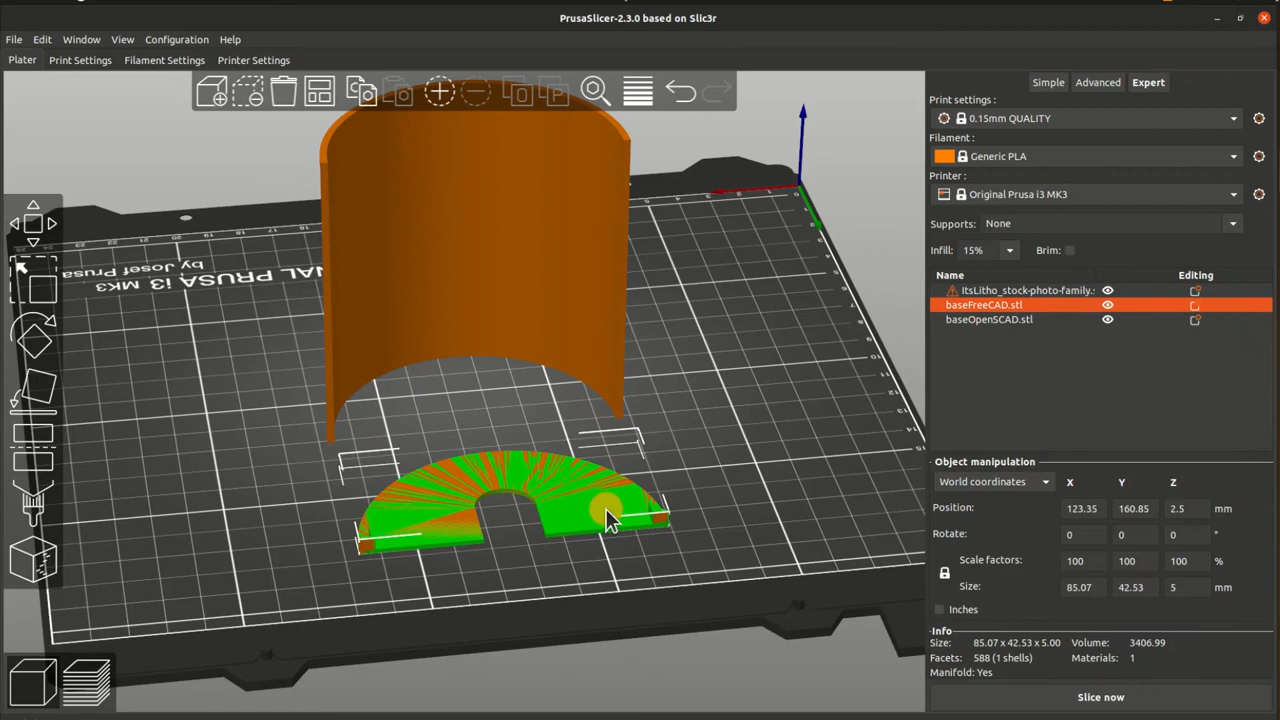 PrusaSlicer-2.3.0 based on Slic3r
File Edit Window View Configuration Help
Plater Print Settings Filament Settings Printer Settings
Simple Advanced Expert
Print settings :
0.15mm QUALITY
Filament :
Generic PLA
Printer :
Original Prusa i3 MK3
Supports: None
Infill: 15% Brim:
Name Editing
ItsLitho_stock-photo-family.
baseFreeCAD.stl
baseOpenSCAD.stl
Object manipulation
World coordinates X Y Z
Position: 123.35 160.85 2.5 mm
Rotate: 0 0 0 °
Scale factors: 100 100 100 %
Size: 85.07 42.53 5 mm
Inches
Info
Size: 85.07 x 42.53 x 5.00 Volume: 3406.99
Facets: 588 (1 shells) Materials: 1
Manifold: Yes
Slice now
NAL PRUSA i3 MK3
by Josef Prusa